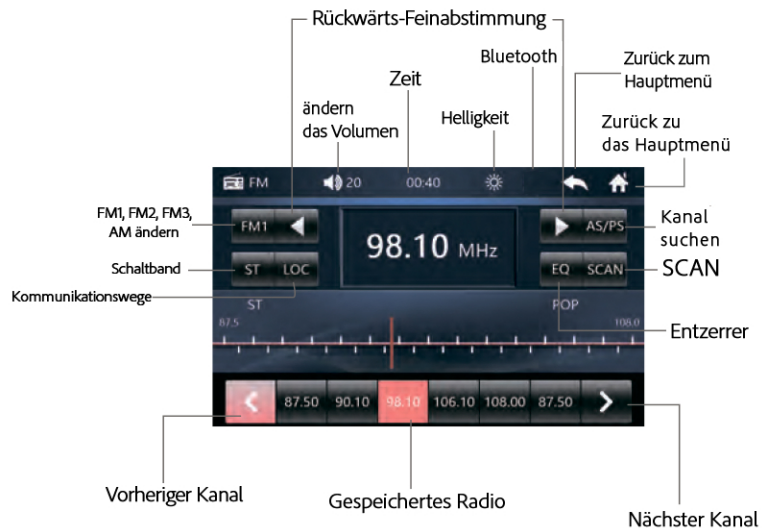 Rückwärts-Feinabstimmung
Bluetooth
Zurück zum
Hauptmenü
Zeit
ändern
das Volumen
Helligkeit
Zurück zu
das Hauptmenü
FM
20
00:40
FM1, FM2, FM3,
AM ändern
FM1
98.10 MHz
AS/PS
Kanal
suchen
Schaltband
ST LOC
EQ SCAN
SCAN
Kommunikationswege
ST
POP
87.5
108.0
Entzerrer
87.50 90.10 98.10 106.10 108.00 87.50
Vorheriger Kanal
Gespeichertes Radio
Nächster Kanal